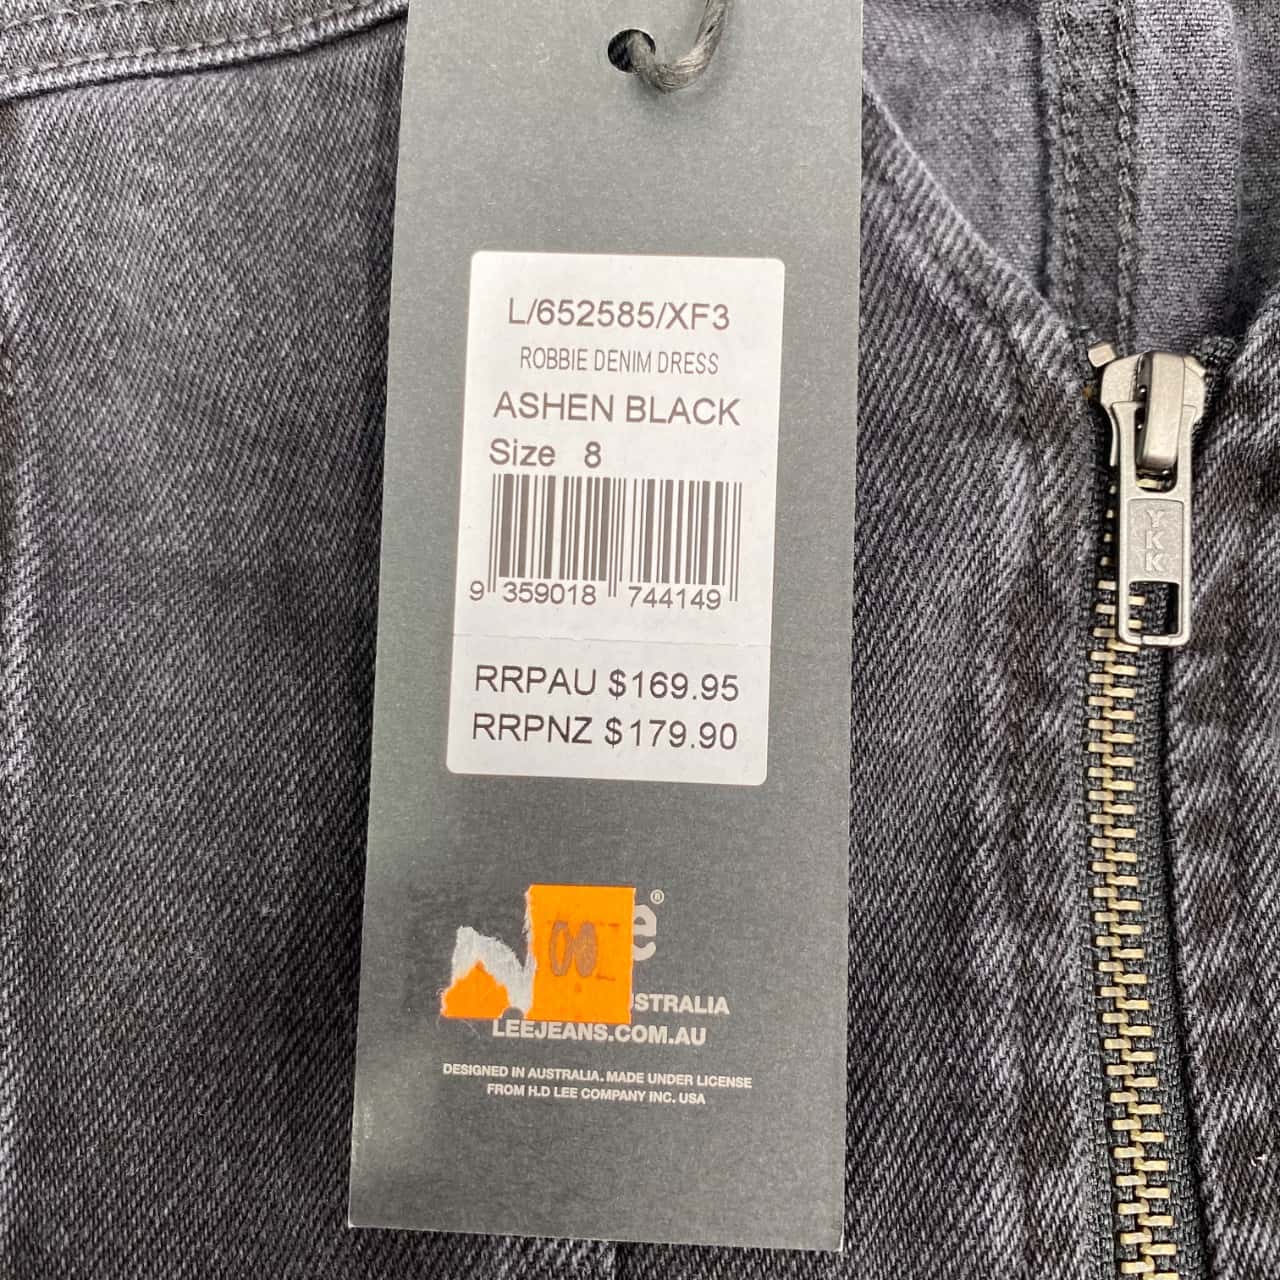 L/652585/XF3
ROBBIE DENIM DRESS
ASHEN BLACK
Size 8
9 359018 744149
RRPAU $169.95
RRPNZ $179.90
YKK
LEEJEANS.COM.AU
DESIGNED IN AUSTRALIA. MADE UNDER LICENSE
FROM H.D LEE COMPANY INC. USA